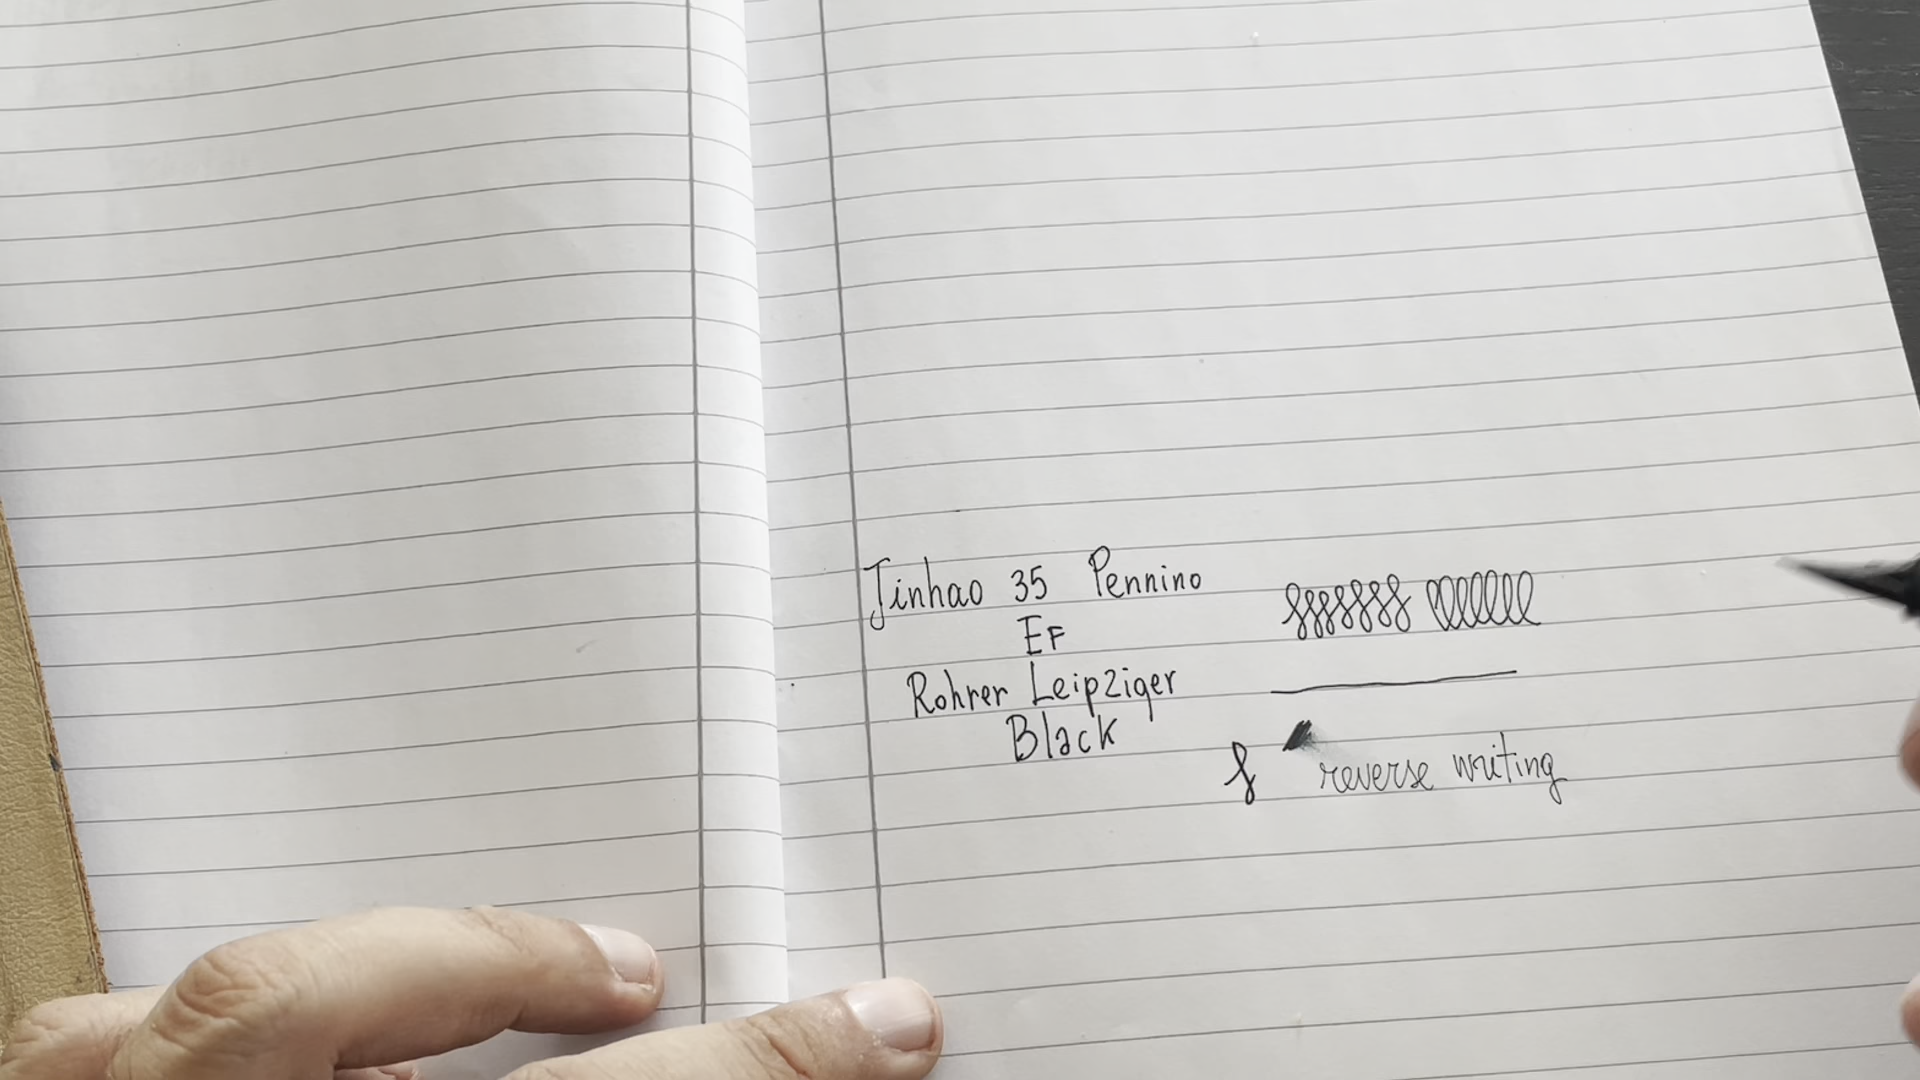 Jinhao 35 Pennino
EF
Rohrer Leipziger
Black
reverse writing